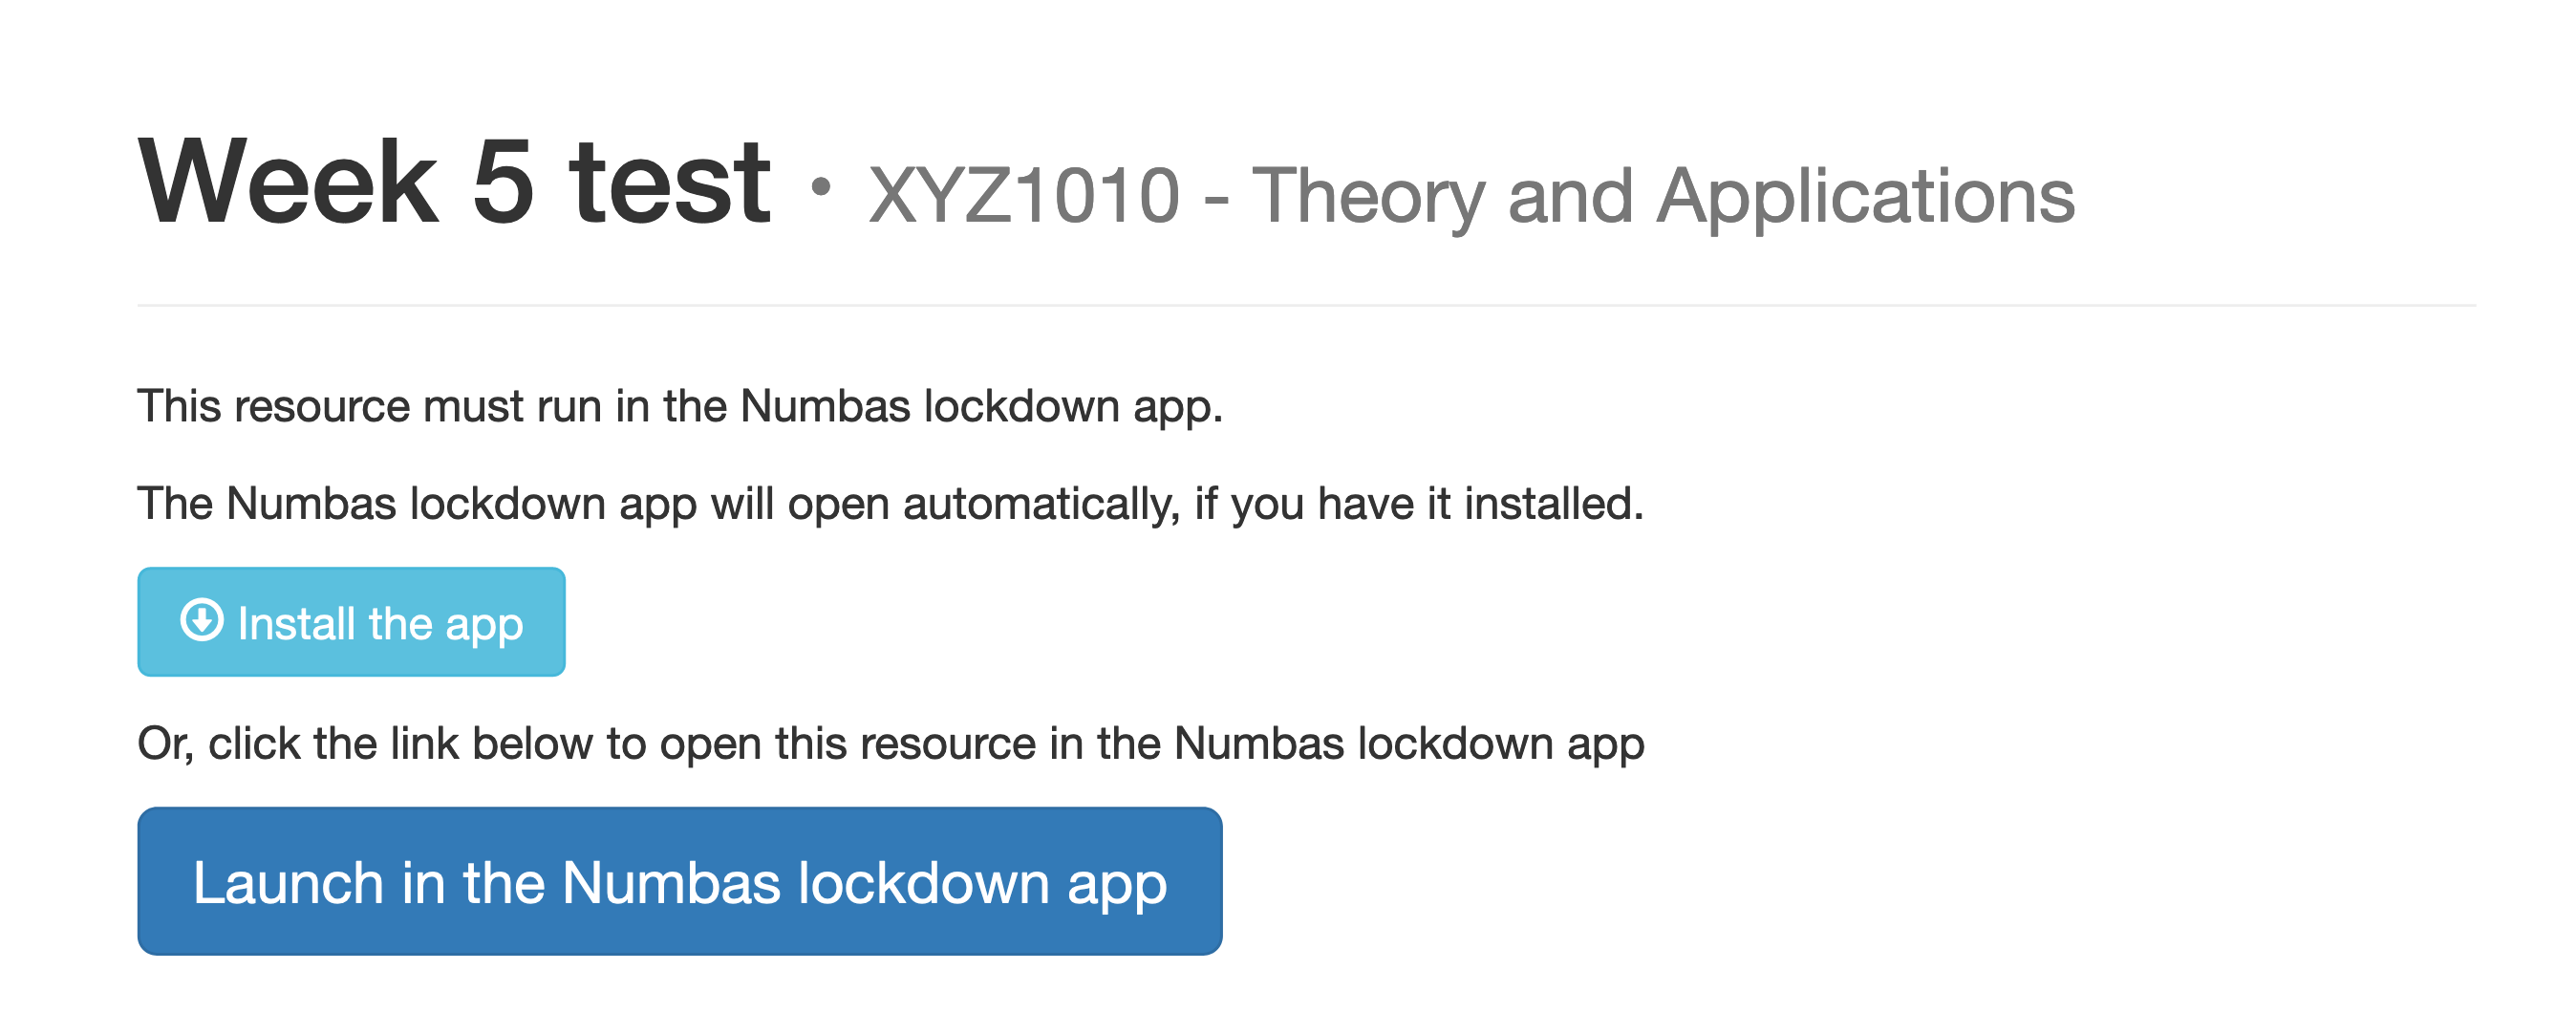 Week 5 test • XYZ1010 - Theory and Applications
This resource must run in the Numbas lockdown app.
The Numbas lockdown app will open automatically, if you have it installed.
Install the app
Or, click the link below to open this resource in the Numbas lockdown app
Launch in the Numbas lockdown app